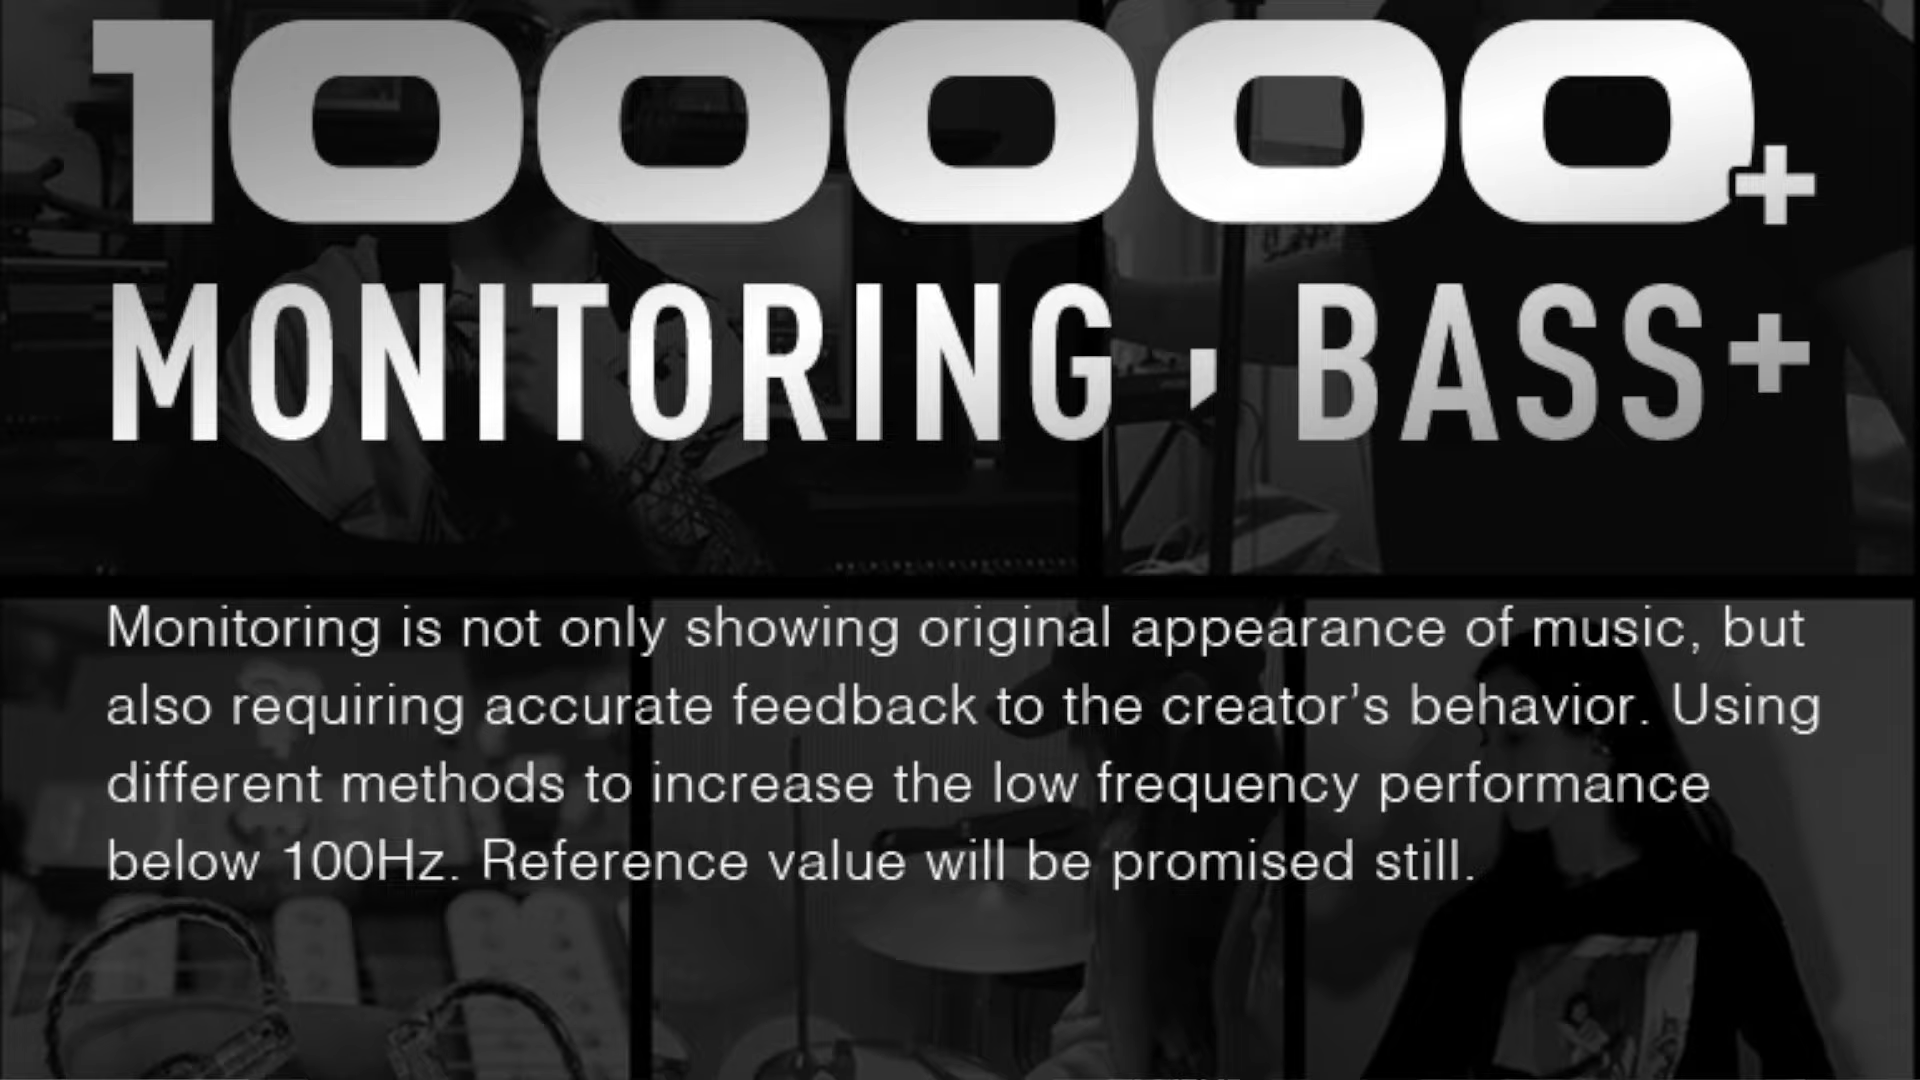 100000+
MONITORING , BASS+
Monitoring is not only showing original appearance of music, but
also requiring accurate feedback to the creator’s behavior. Using
different methods to increase the low frequency performance
below 100Hz. Reference value will be promised still.